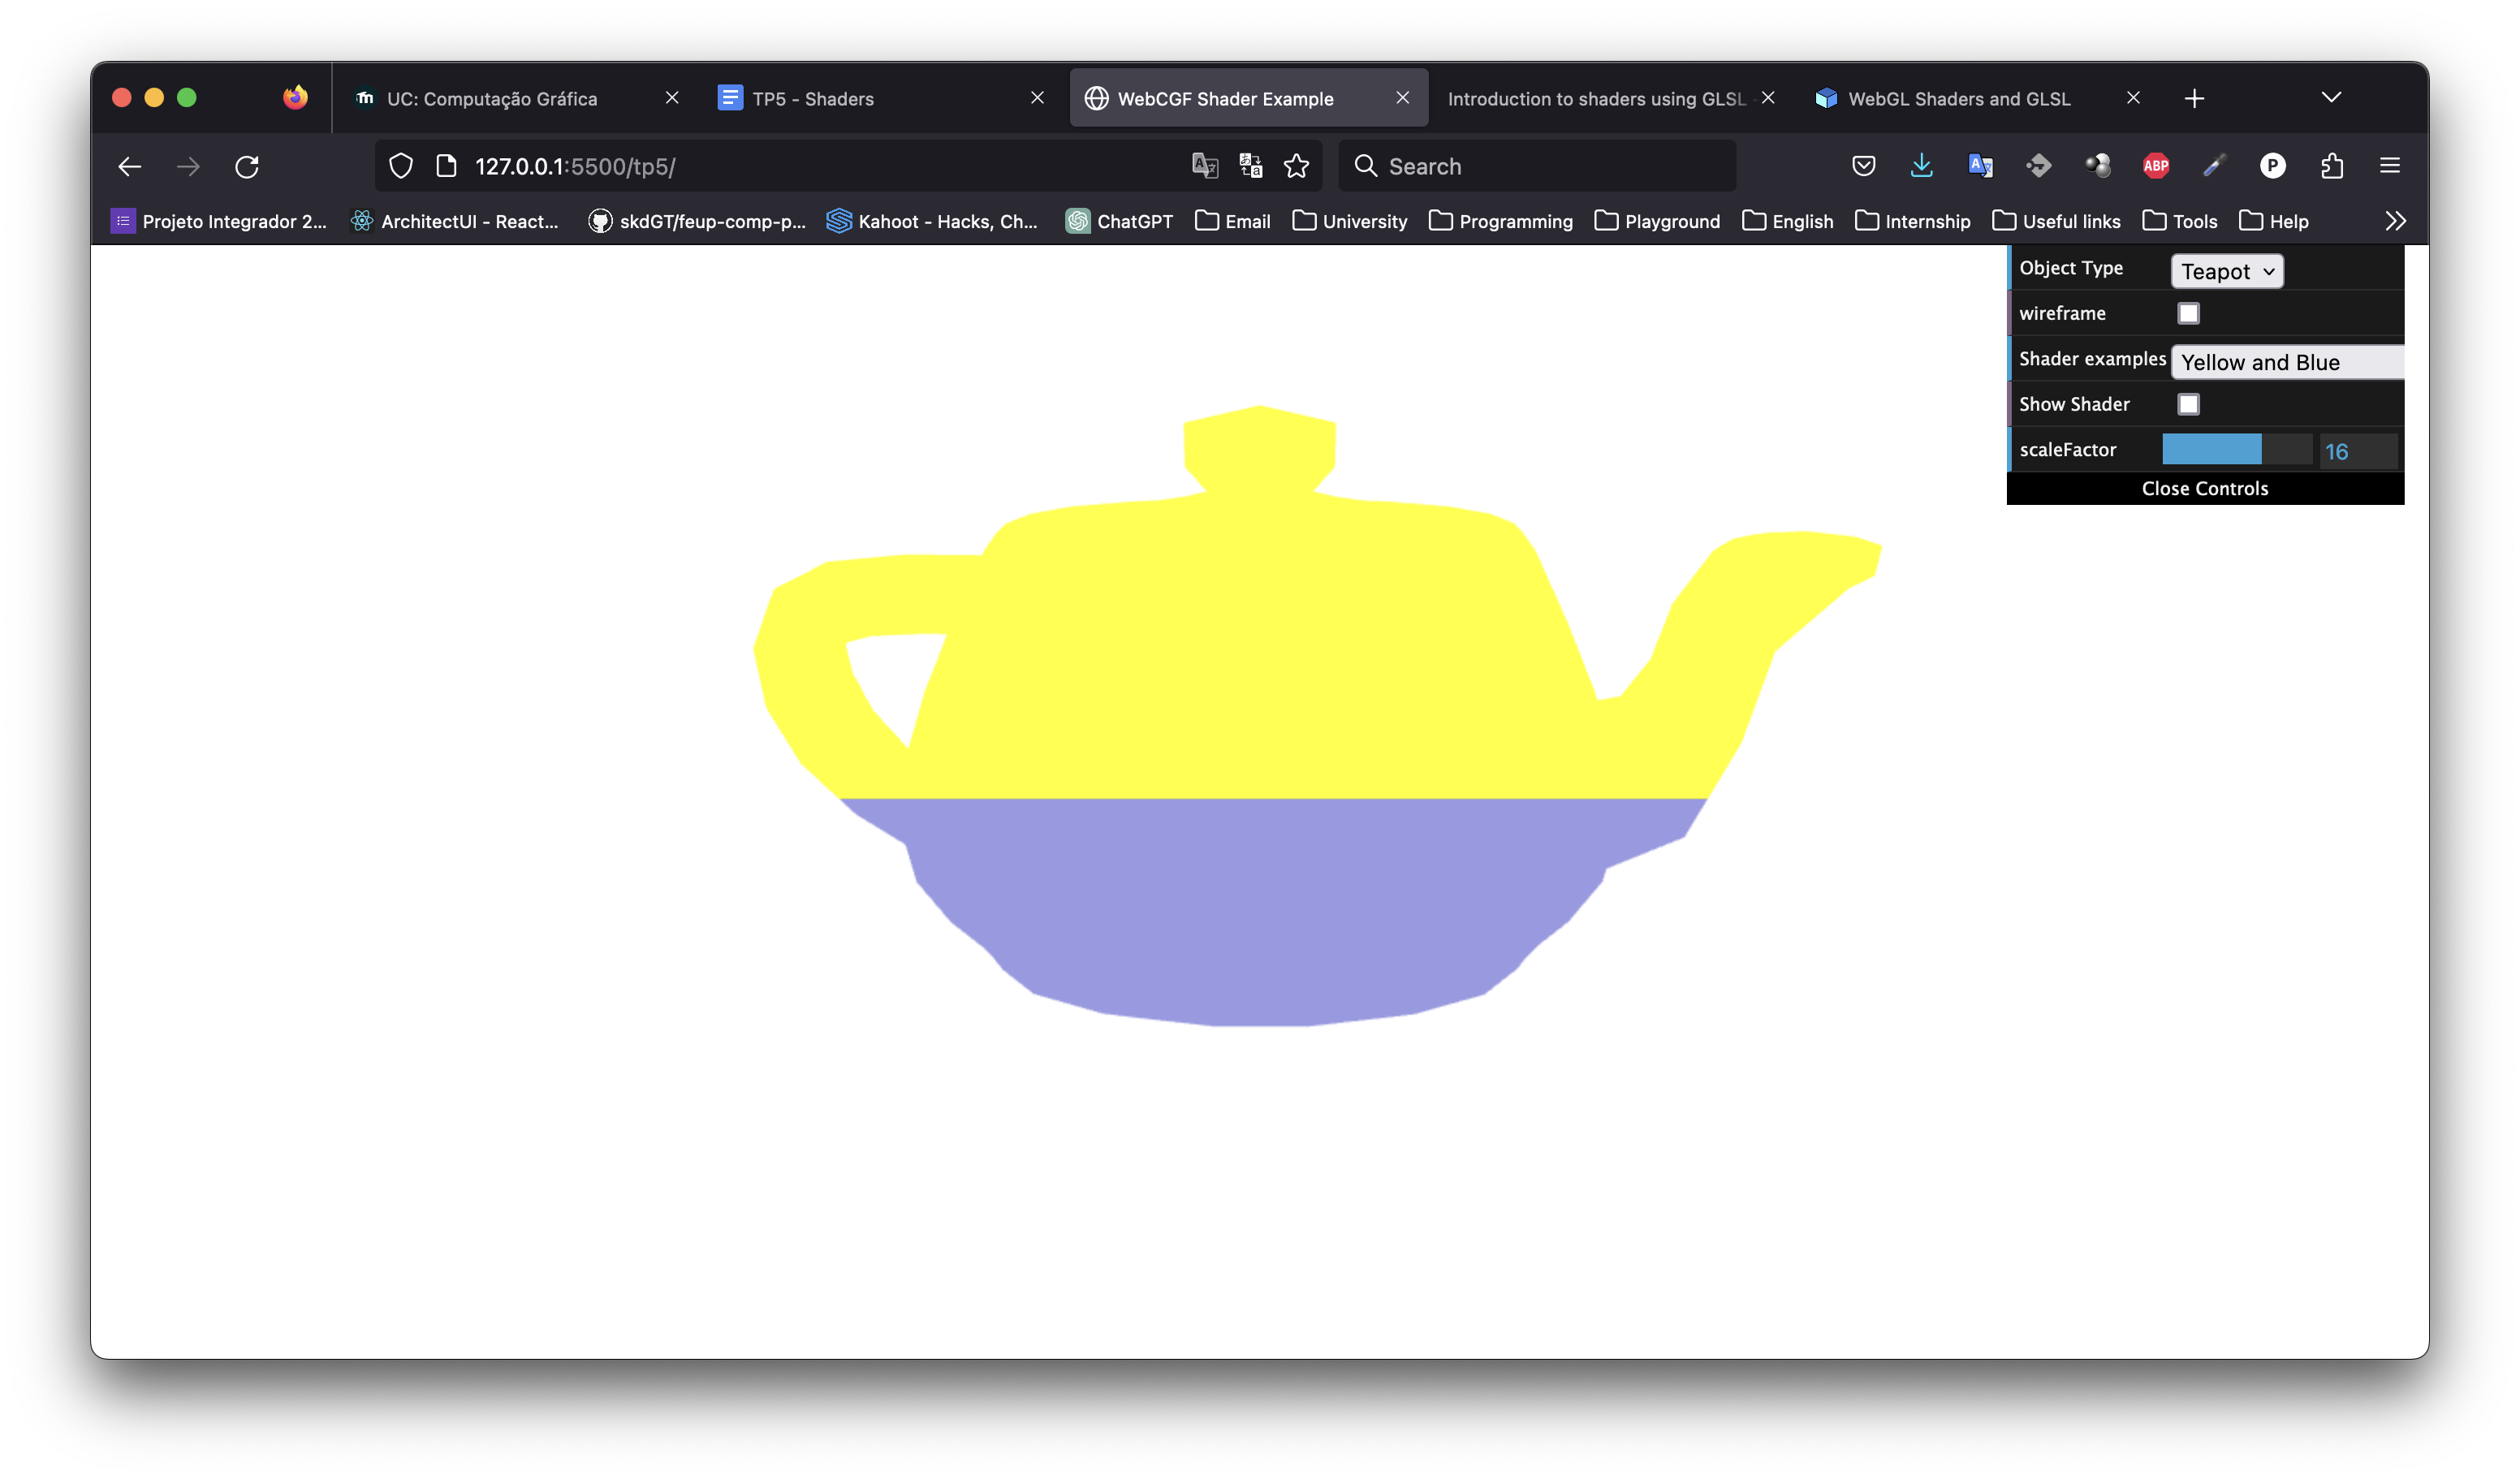 UC: Computação Gráfica
TP5 - Shaders
WebCGF Shader Example
Introduction to shaders using GLSL
WebGL Shaders and GLSL
127.0.0.1:5500/tp5/
Search
ABP
P
Projeto Integrador 2...
ArchitectUI - React...
skdGT/feup-comp-p...
Kahoot - Hacks, Ch...
ChatGPT
Email
University
Programming
Playground
English
Internship
Useful links
Tools
Help
Object Type
Teapot
wireframe
Shader examples
Yellow and Blue
Show Shader
scaleFactor
16
Close Controls